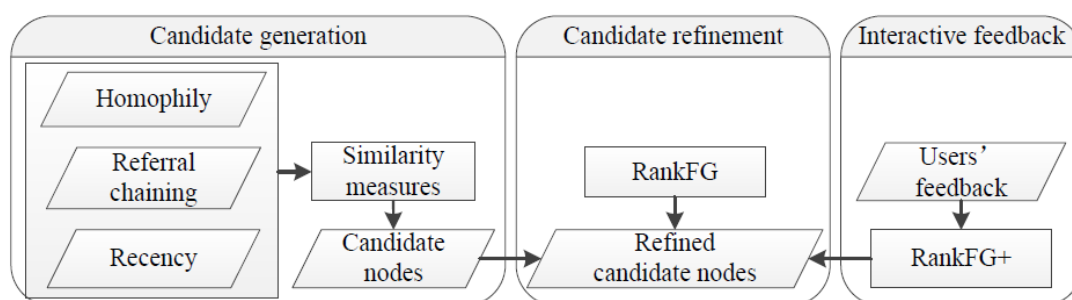 Candidate generation
Homophily
Referral
chaining
Recency
Similarity
measures
Candidate
nodes
Candidate refinement
RankFG
Refined
candidate nodes
Interactive feedback
Users’
feedback
RankFG+